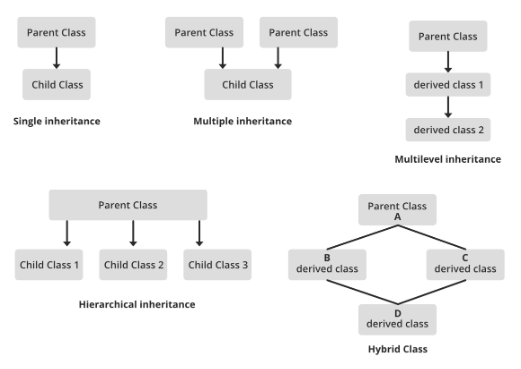 Parent Class
Child Class
Single inheritance
Parent Class
Parent Class
Child Class
Multiple inheritance
Parent Class
derived class 1
derived class 2
Multilevel inheritance
Parent Class
Child Class 1
Child Class 2
Child Class 3
Hierarchical inheritance
Parent Class
A
B
derived class
C
derived class
D
derived class
Hybrid Class